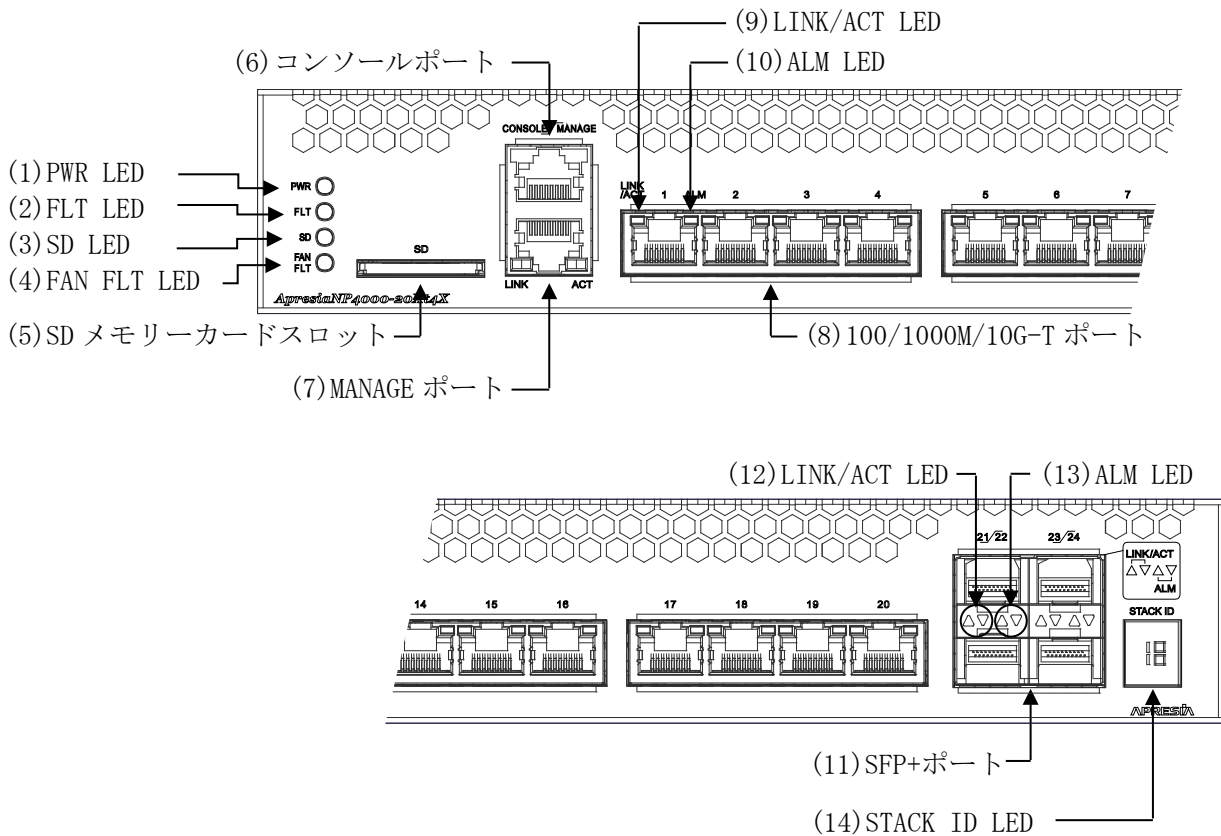 (9)LINK/ACT LED
(6)コンソールポート
(10)ALM LED
CONSOLE/MANAGE
(1)PWR LED
PWR
(2)FLT LED
FLT
(3)SD LED
SD
(4)FAN FLT LED
FAN
FLT
SD
LINK
/ACT 1 ALM 2 3 4 5 6 7
LINK ACT
ApresiaNP4000-20Xt4X
(5)SD メモリーカードスロット
(8)100/1000M/10G-T ポート
(7)MANAGE ポート
(12)LINK/ACT LED
(13)ALM LED
21/22 23/24
LINK/ACT
ALM
14 15 16 17 18 19 20
STACK ID
APRESIA
(11)SFP+ポート
(14)STACK ID LED